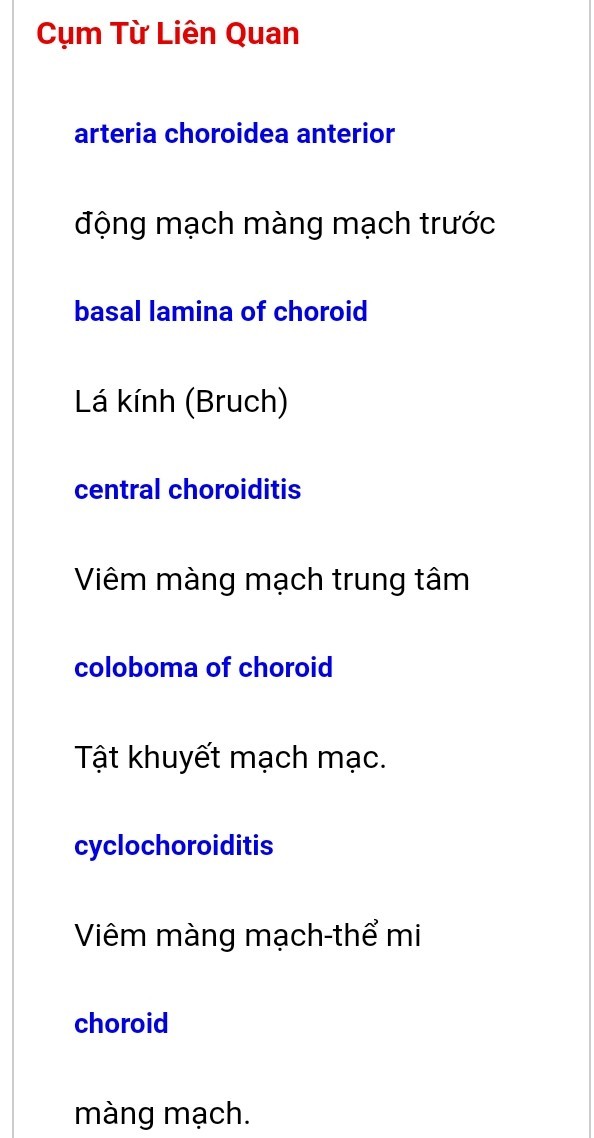 Cụm Từ Liên Quan
arteria choroidea anterior
động mạch màng mạch trước
basal lamina of choroid
Lá kính (Bruch)
central choroiditis
Viêm màng mạch trung tâm
coloboma of choroid
Tật khuyết mạch mạc.
cyclochoroiditis
Viêm màng mạch-thể mi
choroid
màng mạch.